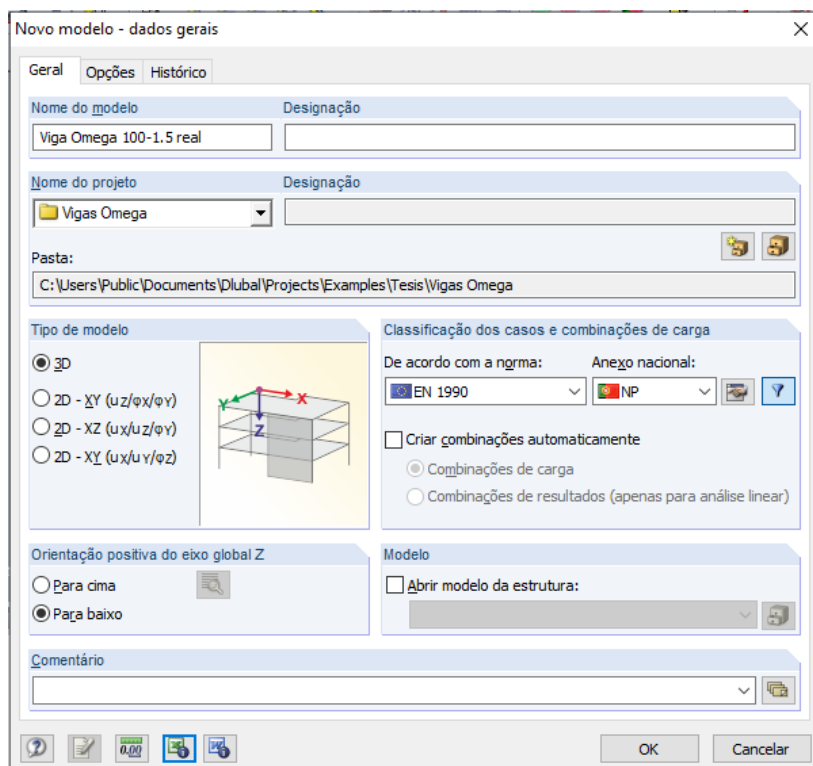 Novo modelo - dados gerais
Geral Opções Histórico
Nome do modelo Designação
Viga Omega 100-1.5 real
Nome do projeto Designação
Vigas Omega
Pasta:
C:\Users\Public\Documents\Dlubal\Projects\Examples\Tesis\Vigas Omega
Tipo de modelo Classificação dos casos e combinações de carga
3D De acordo com a norma: Anexo nacional:
2D - XY (uZ/φX/φY) EN 1990 NP
2D - XZ (uX/uZ/φY) Criar combinações automaticamente
2D - XY (uX/uY/φZ) Combinações de carga
Combinações de resultados (apenas para análise linear)
Y X
Z
Orientação positiva do eixo global Z Modelo
Para cima Abrir modelo da estrutura:
Para baixo
Comentário
0.00 OK Cancelar